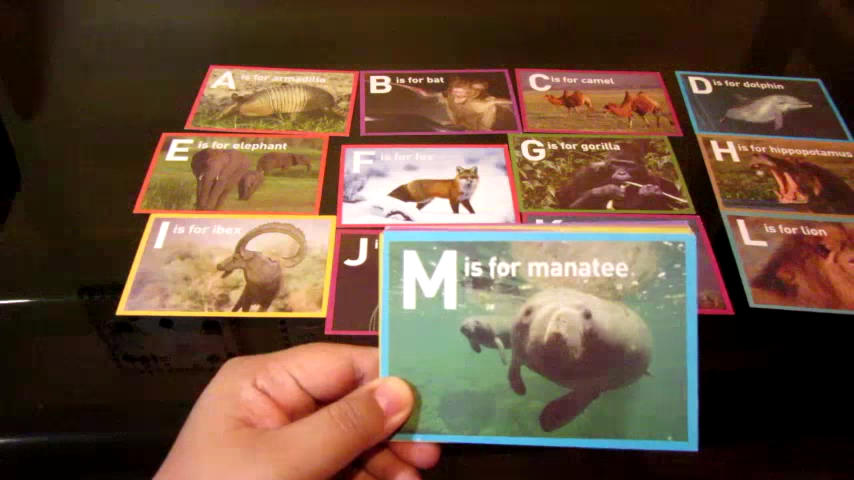 A is for armadillo
B is for bat
C is for camel
D is for dolphin
E is for elephant
F is for fox
G is for gorilla
H is for hippopotamus
I is for ibex
J
L is for lion
M is for manatee